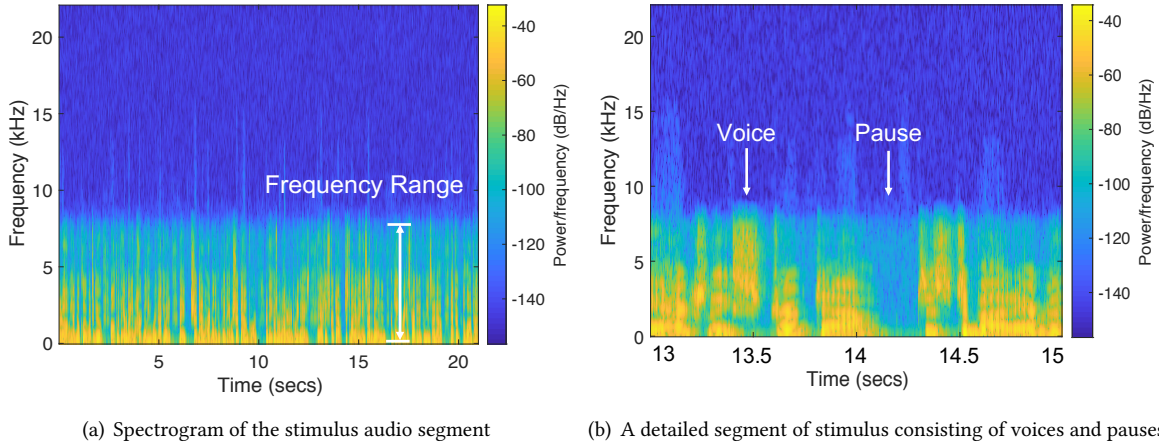 20
15
10
5
0
Frequency (kHz)
5
10
15
20
Time (secs)
Frequency Range
-40
-60
-80
-100
-120
-140
Power/frequency (dB/Hz)
(a) Spectrogram of the stimulus audio segment
20
15
10
5
0
Frequency (kHz)
13
13.5
14
14.5
15
Time (secs)
Voice
Pause
-40
-60
-80
-100
-120
-140
Power/frequency (dB/Hz)
(b) A detailed segment of stimulus consisting of voices and pauses